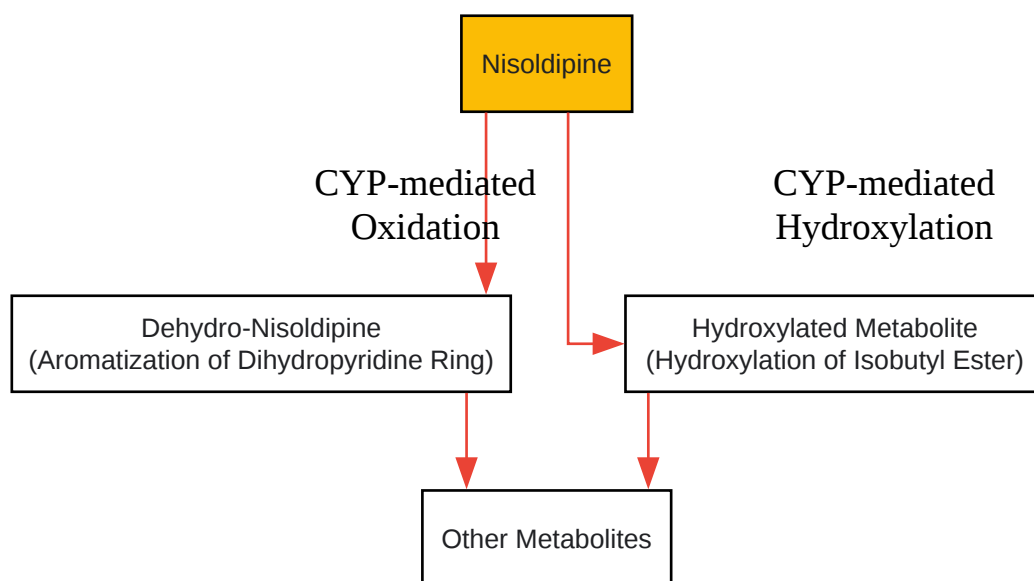 Nisoldipine
CYP-mediated
Oxidation
CYP-mediated
Hydroxylation
Dehydro-Nisoldipine
(Aromatization of Dihydropyridine Ring)
Hydroxylated Metabolite
(Hydroxylation of Isobutyl Ester)
Other Metabolites